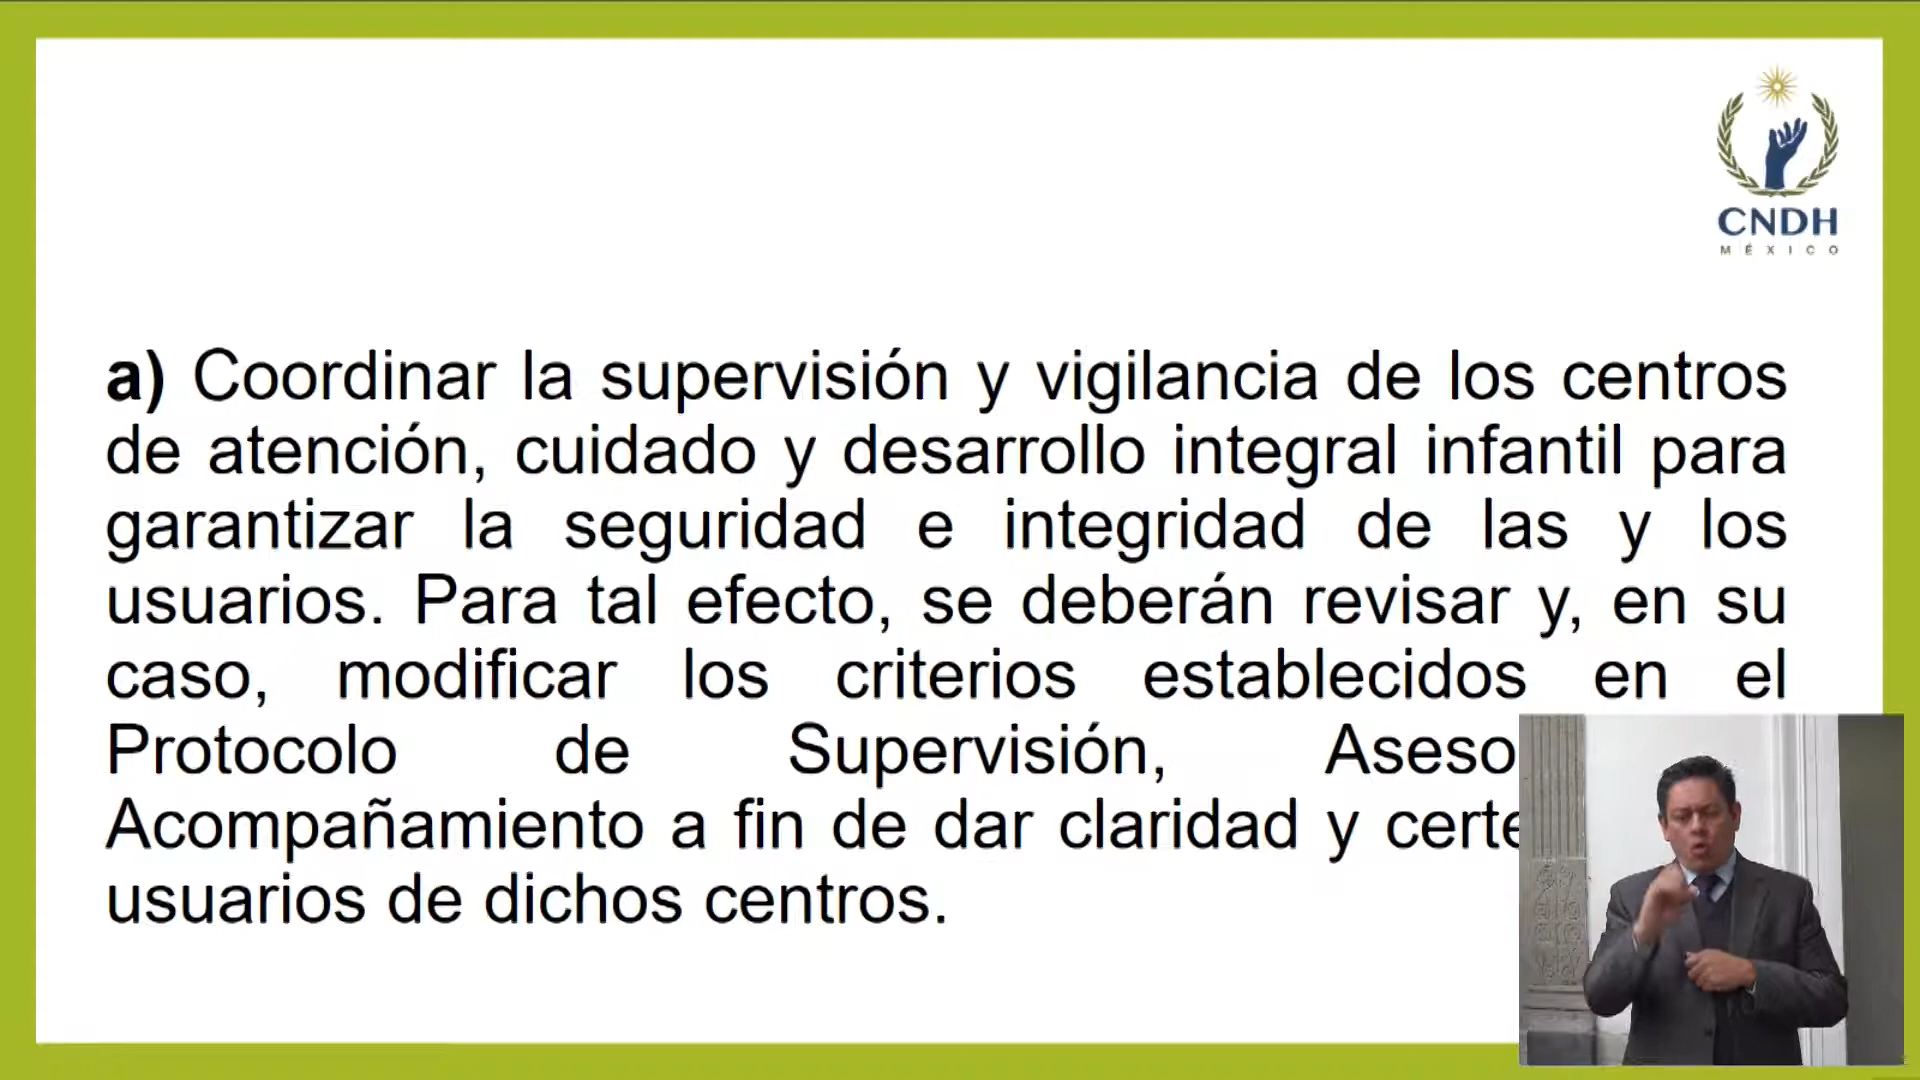 CNDH
MÉXICO
a) Coordinar la supervisión y vigilancia de los centros
de atención, cuidado y desarrollo integral infantil para
garantizar la seguridad e integridad de las y los
usuarios. Para tal efecto, se deberán revisar y, en su
caso, modificar los criterios establecidos en el
Protocolo de Supervisión,
Acompañamiento a fin de dar claridad y
usuarios de dichos centros.